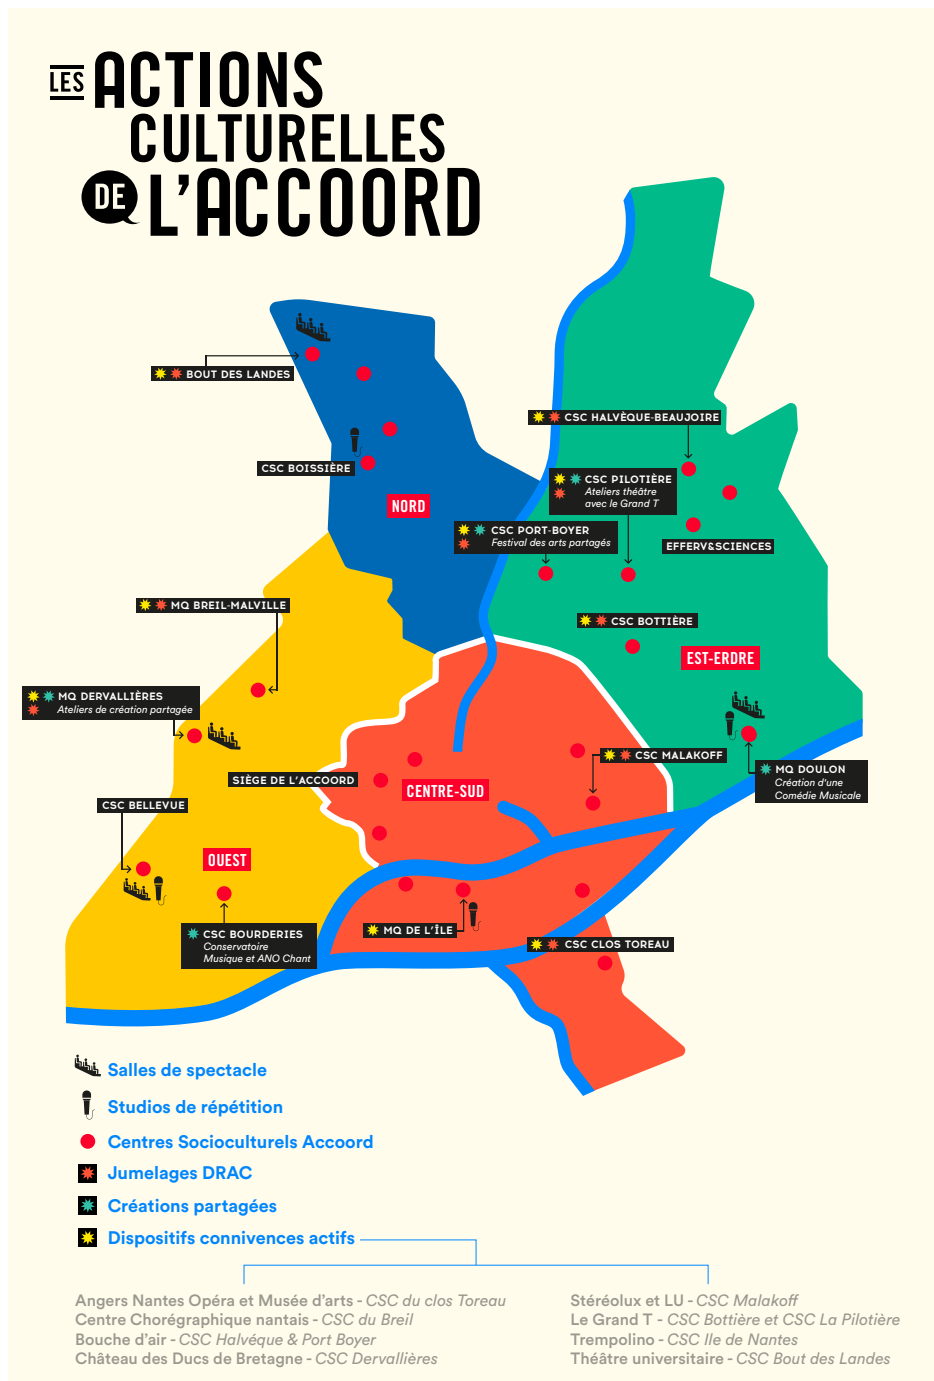 LES ACTIONS
CULTURELLES
DE L'ACCOORD
BOUT DES LANDES
CSC HALVÈQUE-BEAUJOIRE
CSC BOISSIÈRE
CSC PILOTIÈRE
Ateliers théâtre
avec le Grand T
NORD
CSC PORT-BOYER
Festival des arts partagés
EFFERV&SCIENCES
MQ BREIL-MALVILLE
CSC BOTTIÈRE
EST-ERDRE
MQ DERVALLIÈRES
Ateliers de création partagée
CSC MALAKOFF
MQ DOULON
Création d'une
Comédie Musicale
SIÈGE DE L'ACCOORD
CENTRE-SUD
CSC BELLEVUE
OUEST
CSC BOURDERIES
Conservatoire
Musique et ANO Chant
MQ DE L'ÎLE
CSC CLOS TOREAU
Salles de spectacle
Studios de répétition
Centres Socioculturels Accoord
Jumelages DRAC
Créations partagées
Dispositifs connivences actifs
Angers Nantes Opéra et Musée d'arts - CSC du clos Toreau
Centre Chorégraphique nantais - CSC du Breil
Bouche d'air - CSC Halvéque & Port Boyer
Château des Ducs de Bretagne - CSC Dervallières
Stéréolux et LU - CSC Malakoff
Le Grand T - CSC Bottière et CSC La Pilotière
Trempolino - CSC Ile de Nantes
Théâtre universitaire - CSC Bout des Landes